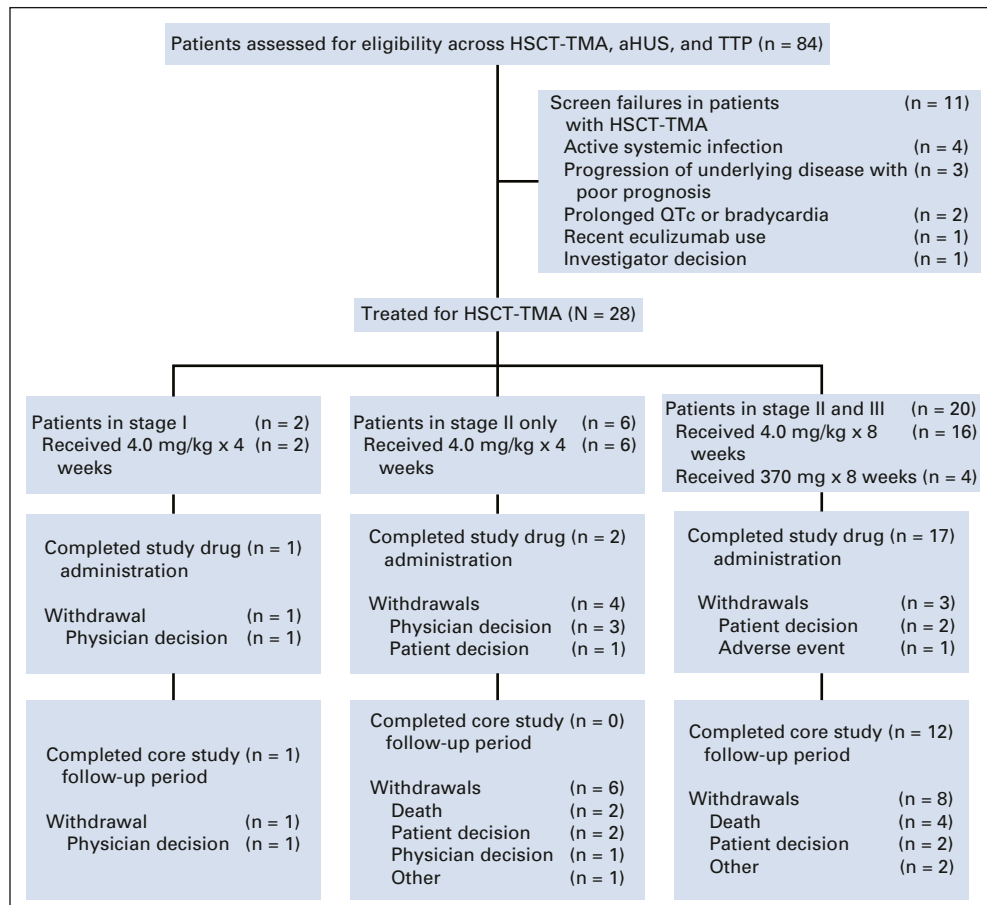 Patients assessed for eligibility across HSCT-TMA, aHUS, and TTP (n = 84)
Screen failures in patients (n = 11)
with HSCT-TMA
Active systemic infection (n = 4)
Progression of underlying disease with (n = 3)
poor prognosis
Prolonged QTc or bradycardia (n = 2)
Recent eculizumab use (n = 1)
Investigator decision (n = 1)
Treated for HSCT-TMA (N = 28)
Patients in stage I (n = 2)
Received 4.0 mg/kg x 4 (n = 2)
weeks
Patients in stage II only (n = 6)
Received 4.0 mg/kg x 4 (n = 6)
weeks
Patients in stage II and III (n = 20)
Received 4.0 mg/kg x 8 (n = 16)
weeks
Received 370 mg x 8 weeks (n = 4)
Completed study drug (n = 1)
administration
Withdrawal (n = 1)
Physician decision (n = 1)
Completed study drug (n = 2)
administration
Withdrawals (n = 4)
Physician decision (n = 3)
Patient decision (n = 1)
Completed study drug (n = 17)
administration
Withdrawals (n = 3)
Patient decision (n = 2)
Adverse event (n = 1)
Completed core study (n = 1)
follow-up period
Withdrawal (n = 1)
Physician decision (n = 1)
Completed core study (n = 0)
follow-up period
Withdrawals (n = 6)
Death (n = 2)
Patient decision (n = 2)
Physician decision (n = 1)
Other (n = 1)
Completed core study (n = 12)
follow-up period
Withdrawals (n = 8)
Death (n = 4)
Patient decision (n = 2)
Other (n = 2)